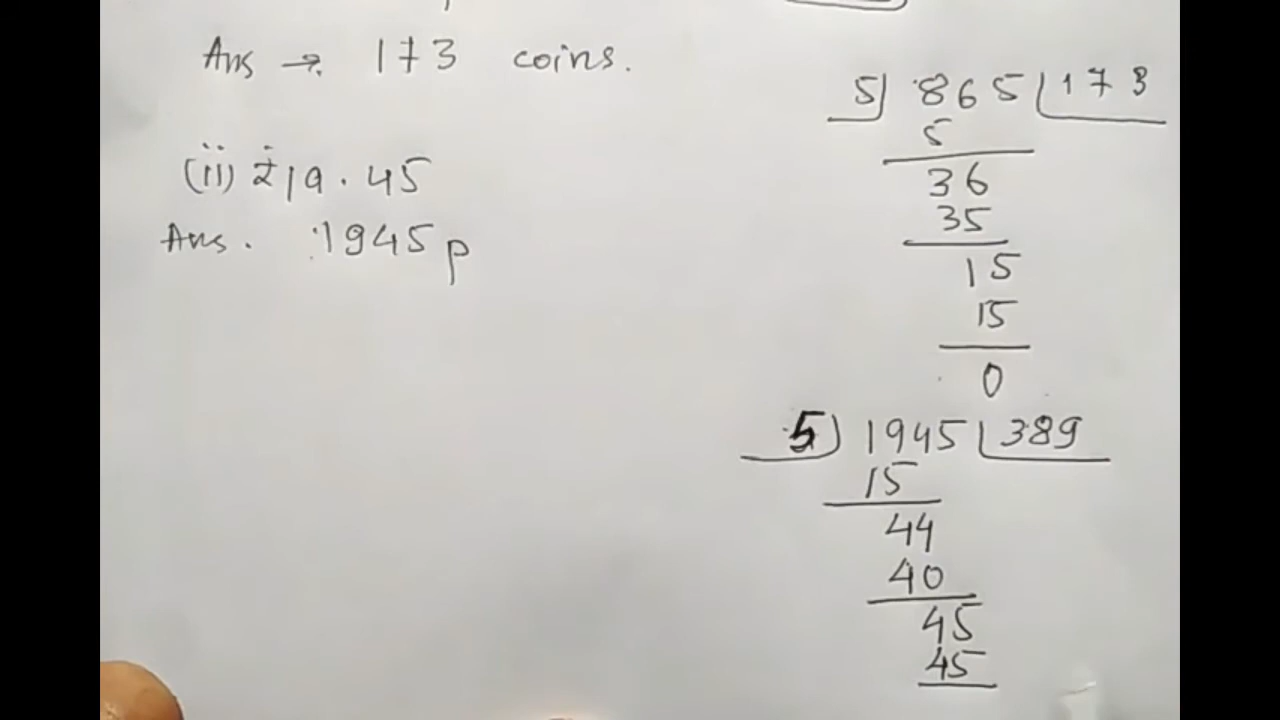 Ans → 173 coins.
(ii) ₹19.45
Ans. 1945p
5) 865 (173
5
36
35
15
15
0
5) 1945 (389
15
44
40
45
45